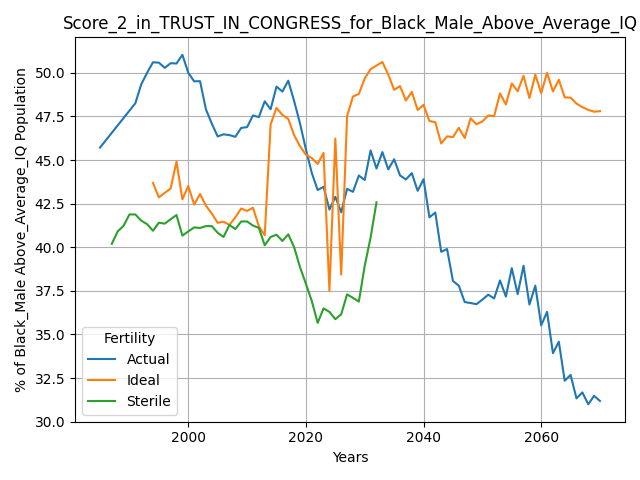 Score_2_in_TRUST_IN_CONGRESS_for_Black_Male_Above_Average_IQ
% of Black_Male Above_Average_IQ Population
50.0
47.5
45.0
42.5
40.0
37.5
35.0
32.5
30.0
Fertility
Actual
Ideal
Sterile
2000
2020
2040
2060
Years